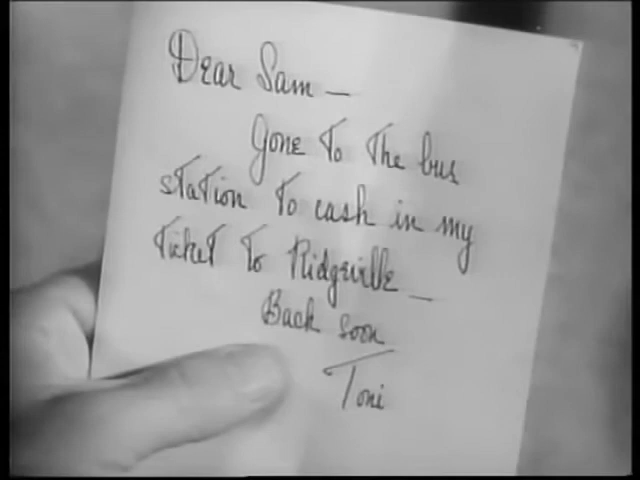 Dear Sam —
Gone To The bus
station To cash in my
Ticket To Ridgeville —
Back soon
Toni